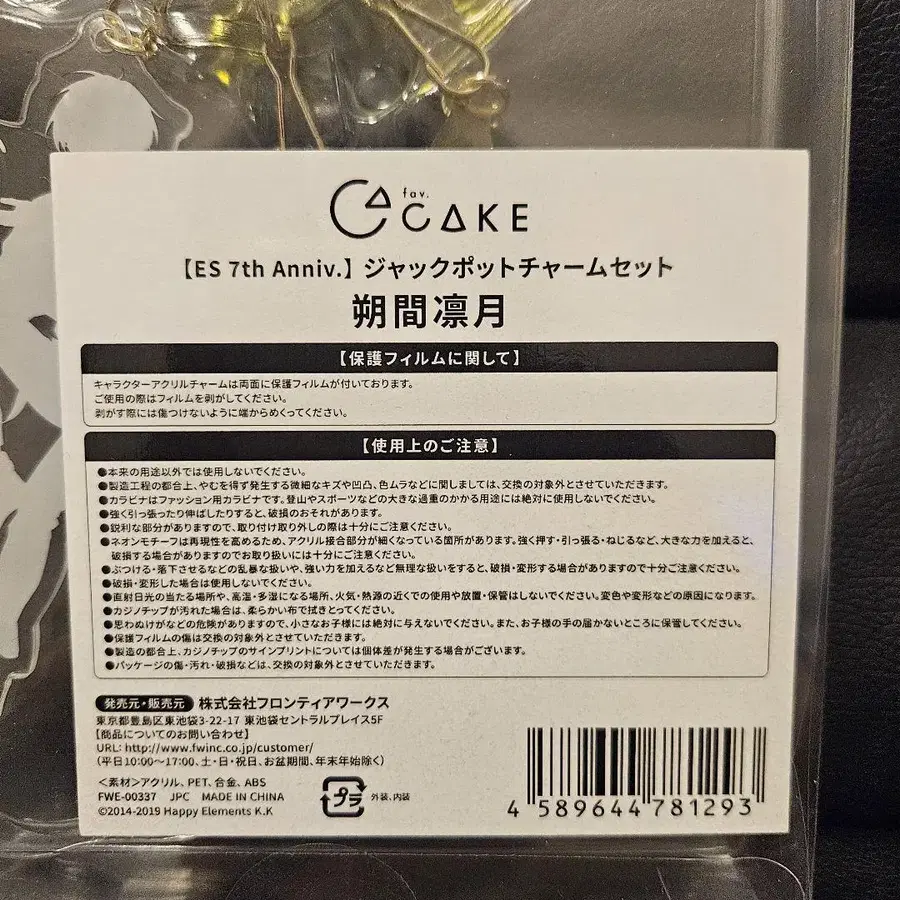 fav.
CAKE
【ES 7th Anniv.】ジャックポットチャームセット
朔間凛月
【保護フィルムに関して】
キャラクターアクリルチャームは両面に保護フィルムが付いております。
ご使用の際はフィルムを剥がしてください。
剥がす際には傷つけないように端からめくってください。
【使用上のご注意】
●本来の用途以外では使用しないでください。
●製造工程の都合上、やむを得ず発生する微細なキズや凹凸、色ムラなどに関しましては、交換の対象外とさせていただきます。
●カラビナはファッション用カラビナです。登山やスポーツなどの大きな過重のかかる用途には絶対に使用しないでください。
●強く引っ張ったり伸ばしたりすると、破損のおそれがあります。
●鋭利な部分がありますので、取り付け取り外しの際は十分にご注意ください。
●ネオンモチーフは再現性を高めるため、アクリル接合部分が細くなっている箇所があります。強く押す・引っ張る・ねじるなど、大きな力を加えると、
破損する場合がありますのでお取り扱いには十分にご注意ください。
●ぶつける・落下させるなどの乱暴な扱いや、強い力を加えるなど無理な扱いをすると、破損・変形する場合がありますので十分ご注意ください。
●破損・変形した場合は使用しないでください。
●直射日光の当たる場所や、高温・多湿になる場所、火気・熱源の近くでの使用や放置・保管はしないでください。変色や変形などの原因になります。
●カジノチップが汚れた場合は、柔らかい布で拭きとってください。
●思わぬけがなどの危険がありますので、小さなお子様には絶対に与えないでください。また、お子様の手の届かないところに保管してください。
●保護フィルムの傷は交換の対象外とさせていただきます。
●製造の都合上、カジノチップのサインプリントについては個体差が発生する場合がございます。
●パッケージの傷・汚れ・破損などは、交換の対象外とさせていただきます。
発売元・販売元 株式会社フロンティアワークス
東京都豊島区東池袋3-22-17 東池袋セントラルプレイス5F
【商品についてのお問い合わせ】
URL: http://www.fwinc.co.jp/customer/
(平日10:00〜17:00、土・日・祝日、お盆期間、年末年始除く)
<素材>アクリル、PET、合金、ABS
FWE-00337 JPC MADE IN CHINA
©2014-2019 Happy Elements K.K
プラ 外装、内装
4 589644 781293